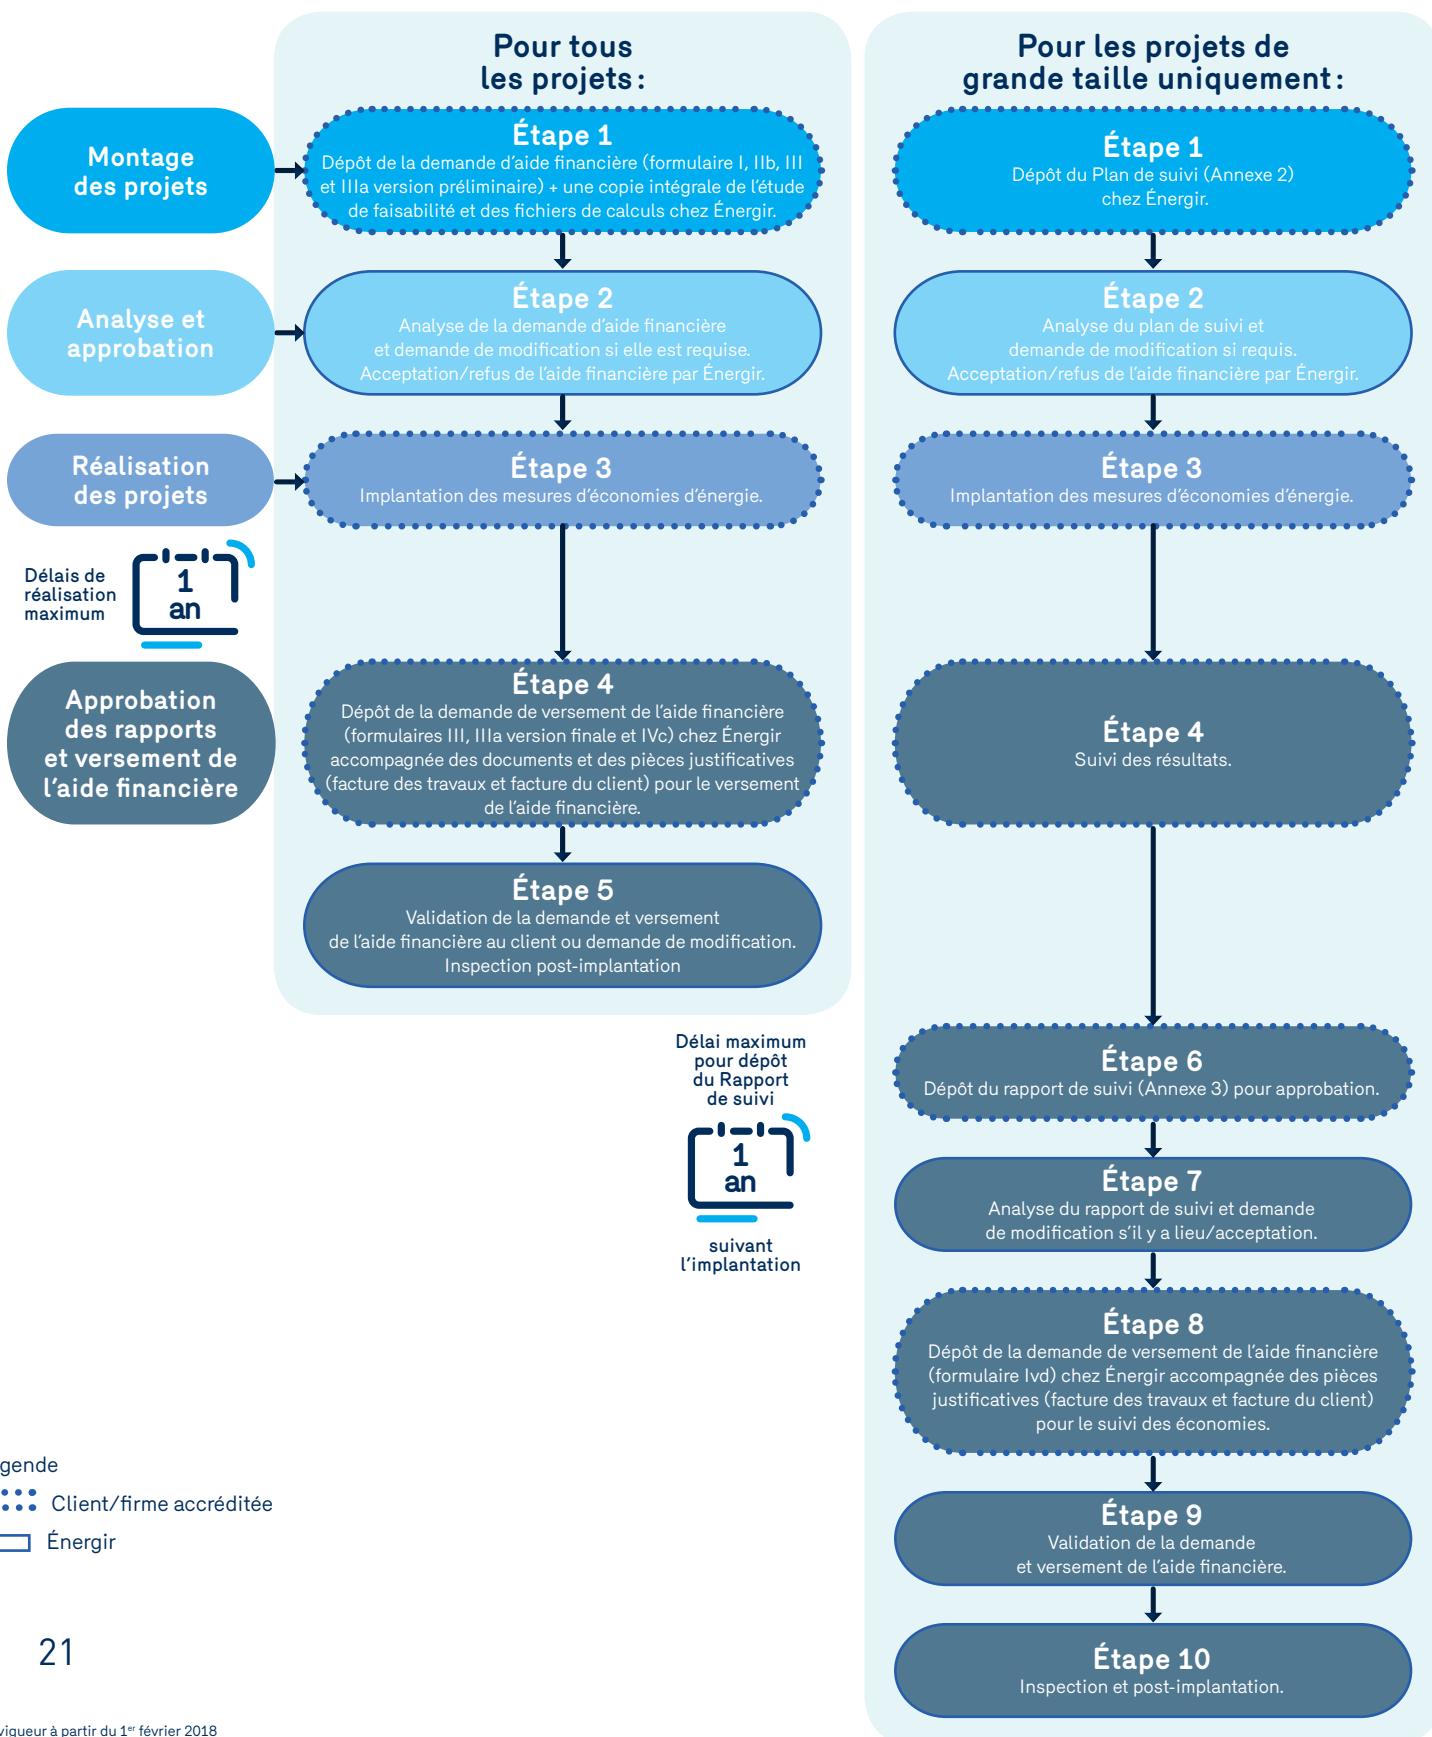 Pour tous
les projets :
Montage
des projets
Étape 1
Dépôt de la demande d'aide financière (formulaire I, IIb, III
et IIIa version préliminaire) + une copie intégrale de l'étude
de faisabilité et des fichiers de calculs chez Énergir.
Analyse et
approbation
Étape 2
Analyse de la demande d'aide financière
et demande de modification si elle est requise.
Acceptation/refus de l'aide financière par Énergir.
Réalisation
des projets
Étape 3
Implantation des mesures d'économies d'énergie.
Délais de
réalisation
maximum
1
an
Approbation
des rapports
et versement de
l'aide financière
Étape 4
Dépôt de la demande de versement de l'aide financière
(formulaires III, IIIa version finale et IVc) chez Énergir
accompagnée des documents et des pièces justificatives
(facture des travaux et facture du client) pour le versement
de l'aide financière.
Étape 5
Validation de la demande et versement
de l'aide financière au client ou demande de modification.
Inspection post-implantation
Pour les projets de
grande taille uniquement :
Étape 1
Dépôt du Plan de suivi (Annexe 2)
chez Énergir.
Étape 2
Analyse du plan de suivi et
demande de modification si requis.
Acceptation/refus de l'aide financière par Énergir.
Étape 3
Implantation des mesures d'économies d'énergie.
Étape 4
Suivi des résultats.
Délai maximum
pour dépôt
du Rapport
de suivi
1
an
suivant
l'implantation
Étape 6
Dépôt du rapport de suivi (Annexe 3) pour approbation.
Étape 7
Analyse du rapport de suivi et demande
de modification s'il y a lieu/acceptation.
Étape 8
Dépôt de la demande de versement de l'aide financière
(formulaire Ivd) chez Énergir accompagnée des pièces
justificatives (facture des travaux et facture du client)
pour le suivi des économies.
Étape 9
Validation de la demande
et versement de l'aide financière.
Étape 10
Inspection et post-implantation.
gende
Client/firme accréditée
Énergir
21
vigueur à partir du 1er février 2018